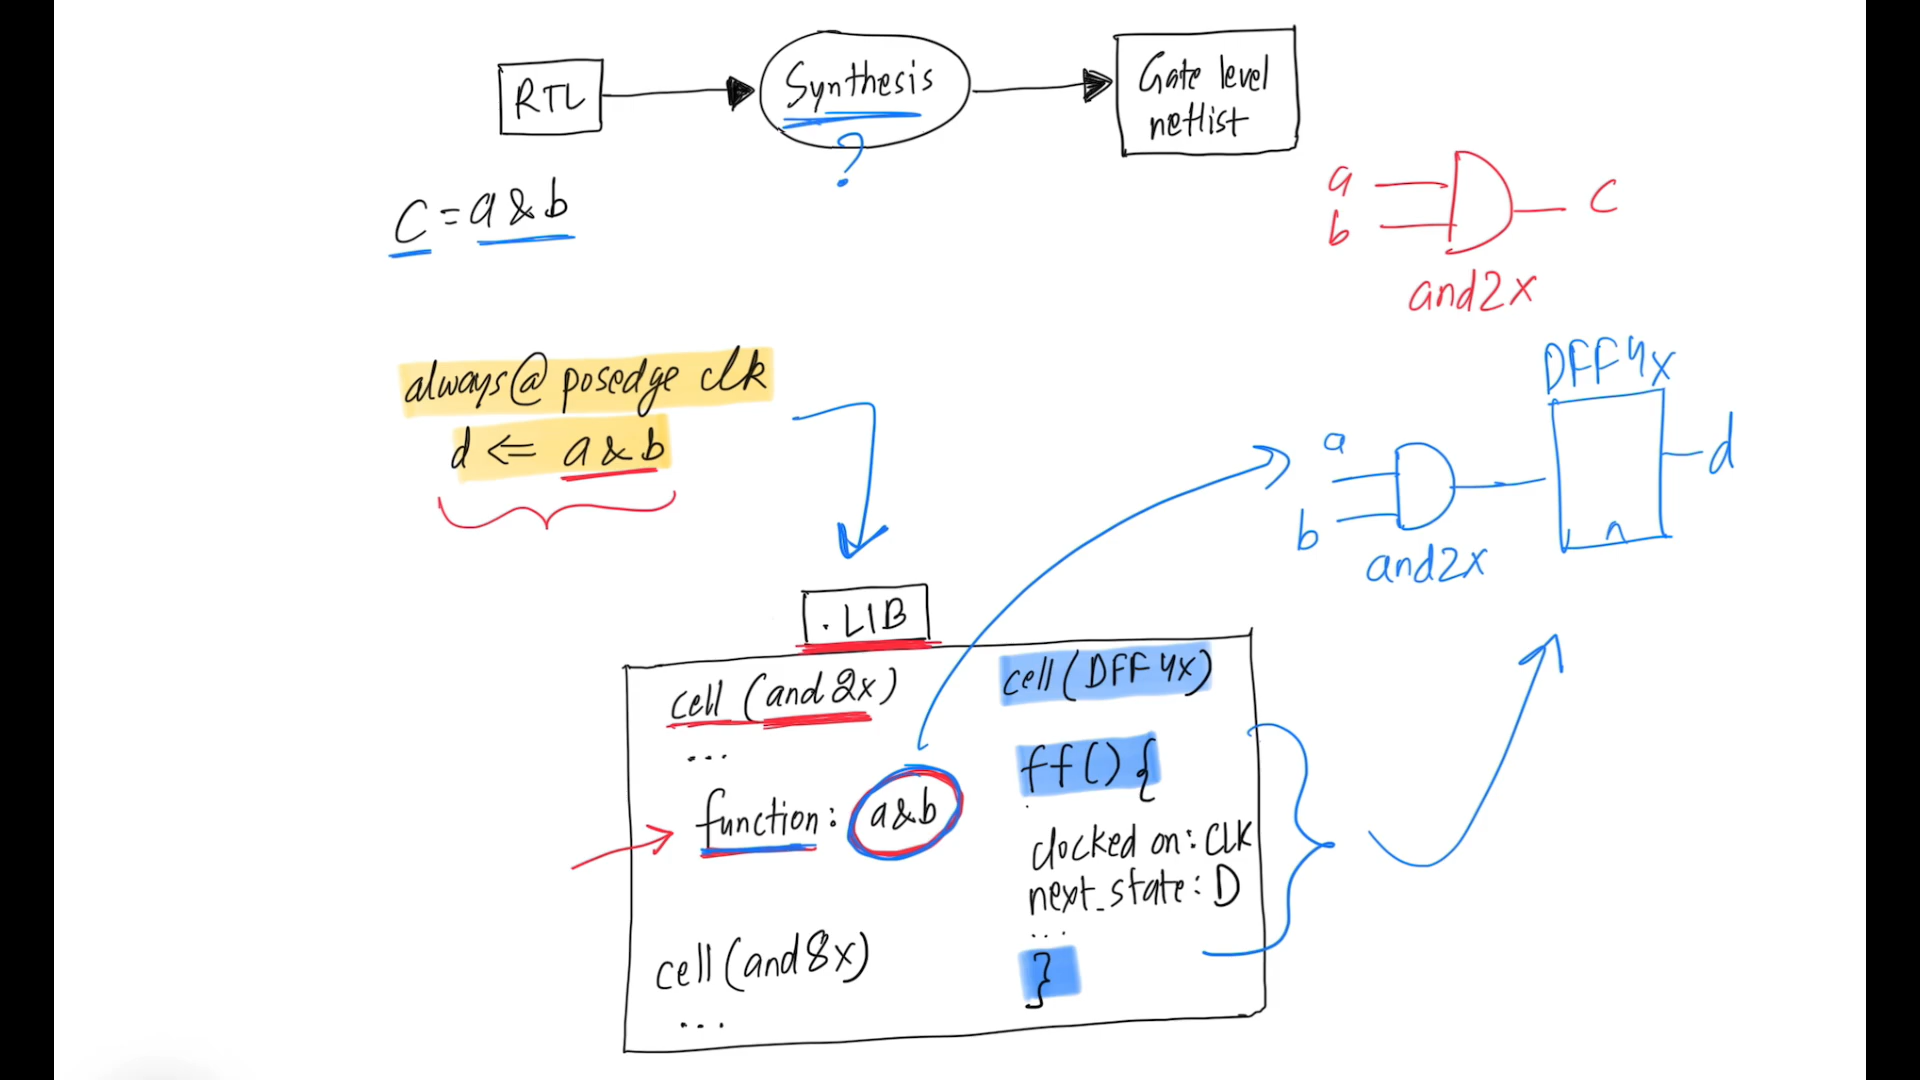 RTL
Synthesis
?
Gate level
netlist
C = a & b
a
b
C
and2x
always@ posedge clk
d <= a & b
DFF4x
a
b
d
and2x
.LIB
cell (and2x)
...
function: a&b
cell (and8x)
...
cell (DFF4x)
ff() {
clocked on: CLK
next_state: D
...
}